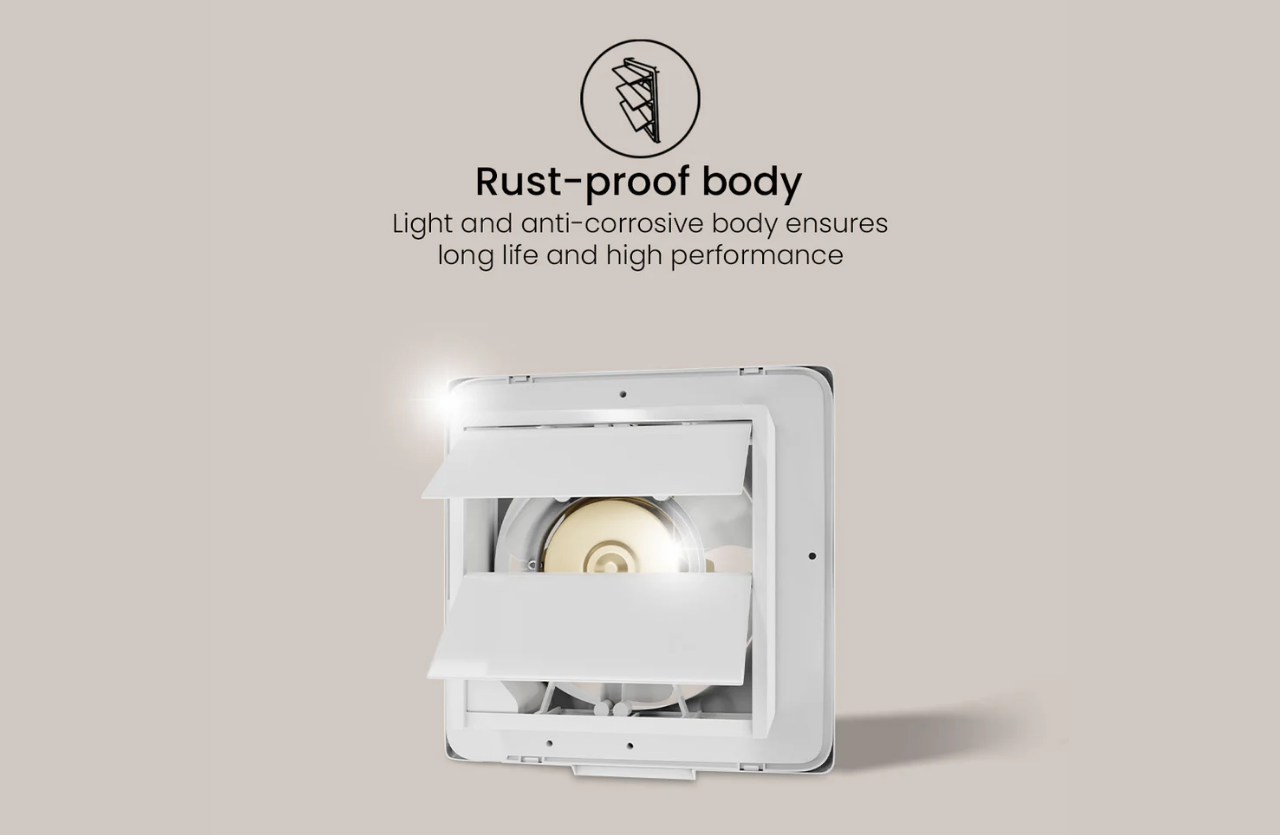 Rust-proof body
Light and anti-corrosive body ensures
long life and high performance